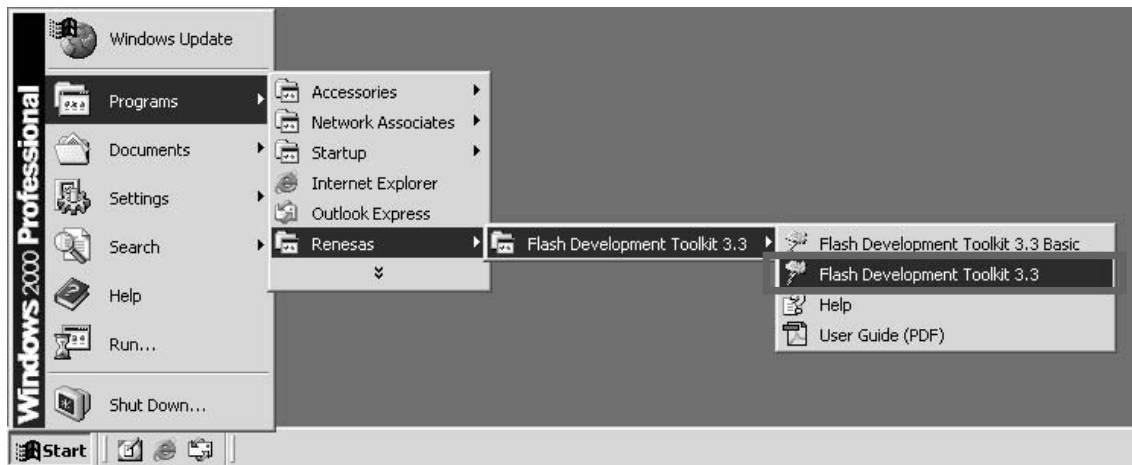 Windows 2000 Professional
Windows Update
Programs
Documents
Settings
Search
Help
Run...
Shut Down...
Accessories
Network Associates
Startup
Internet Explorer
Outlook Express
Renesas
Flash Development Toolkit 3.3
Flash Development Toolkit 3.3 Basic
Flash Development Toolkit 3.3
Help
User Guide (PDF)
Start